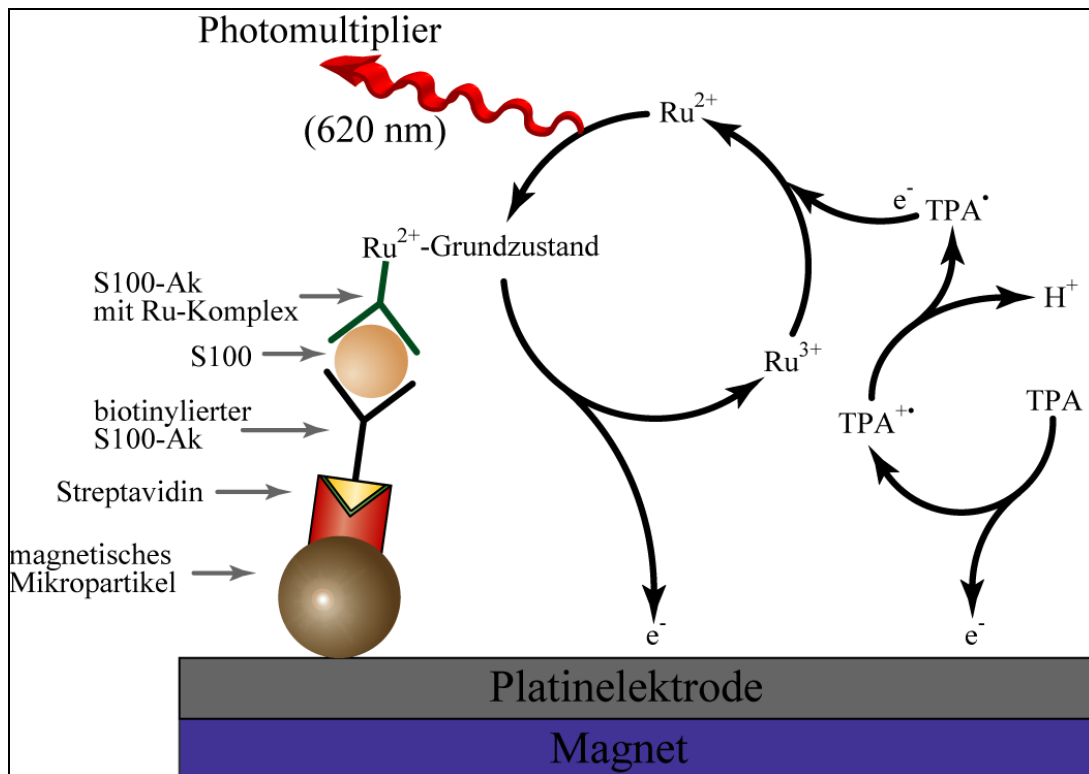 Photomultiplier
(620 nm)
Ru²⁺
e⁻
TPA•
Ru²⁺-Grundzustand
S100-Ak
mit Ru-Komplex
H⁺
S100
Ru³⁺
biotinylierter
S100-Ak
TPA⁺•
TPA
Streptavidin
magnetisches
Mikropartikel
e⁻
e⁻
Platinelektrode
Magnet